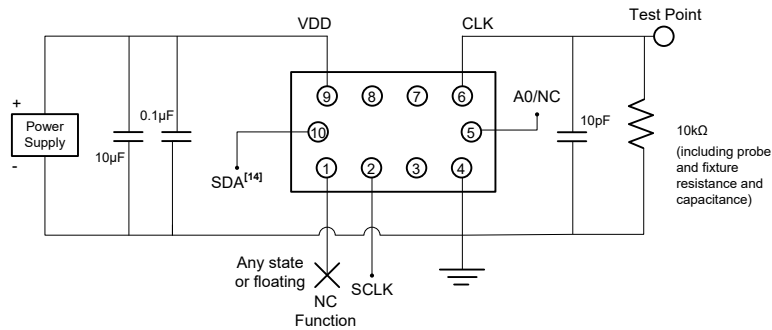 VDD
CLK
Test Point
+
Power
Supply
-
10µF
0.1µF
9
8
7
6
10
5
1
2
3
4
SDA[14]
A0/NC
10pF
10kΩ
(including probe
and fixture
resistance and
capacitance)
Any state
or floating
NC
Function
SCLK